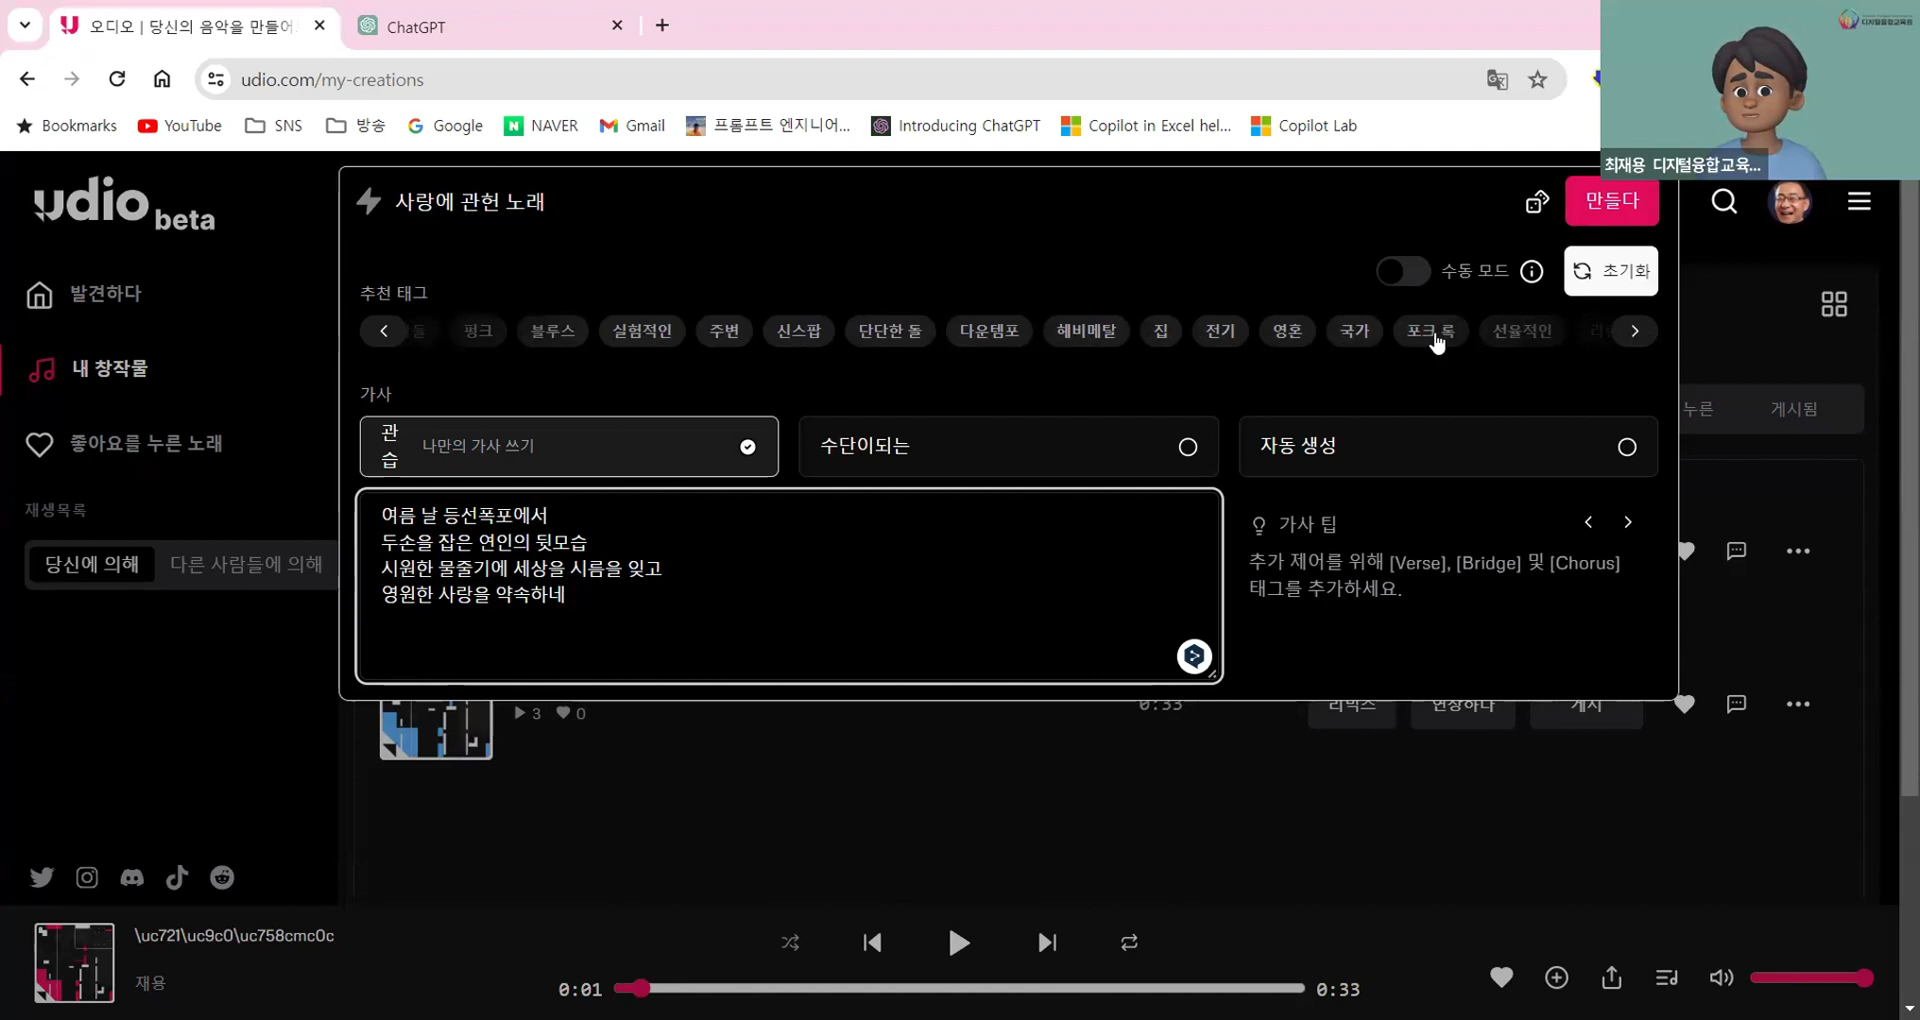 오디오 | 당신의 음악을 만들어
ChatGPT
udio.com/my-creations
Bookmarks
YouTube
SNS
방송
Google
NAVER
Gmail
프롬프트 엔지니어...
Introducing ChatGPT
Copilot in Excel hel...
Copilot Lab
최재용 디지털융합교육...
udio beta
사랑에 관헌 노래
만들다
발견하다
내 창작물
좋아요를 누른 노래
재생목록
당신에 의해
다른 사람들에 의해
수동 모드
초기화
추천 태그
펑크
블루스
실험적인
주변
신스팝
단단한 돌
다운템포
헤비메탈
집
전기
영혼
국가
포크 록
선율적인
가사
관습
나만의 가사 쓰기
수단이되는
자동 생성
누른
게시됨
여름 날 등선폭포에서
두손을 잡은 연인의 뒷모습
시원한 물줄기에 세상을 시름을 잊고
영원한 사랑을 약속하네
가사 팁
추가 제어를 위해 [Verse], [Bridge] 및 [Chorus]
태그를 추가하세요.
3
0
0:33
리믹스
연장하다
게시
\uc721\uc9c0\uc758cmc0c
재용
0:01
0:33